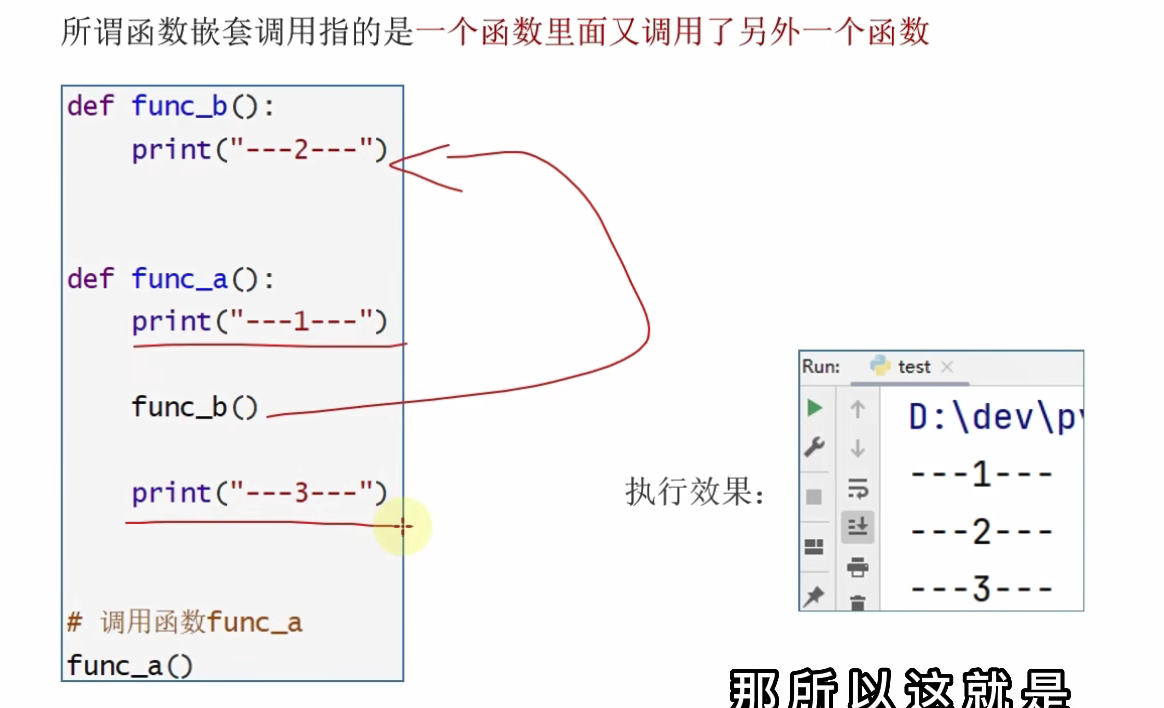 所谓函数嵌套调用指的是一个函数里面又调用了另外一个函数
def func_b():
    print("---2---")
def func_a():
    print("---1---")
    func_b()
    print("---3---")
# 调用函数func_a
func_a()
执行效果：
Run: test
D:\dev\py
---1---
---2---
---3---
那所以这就是